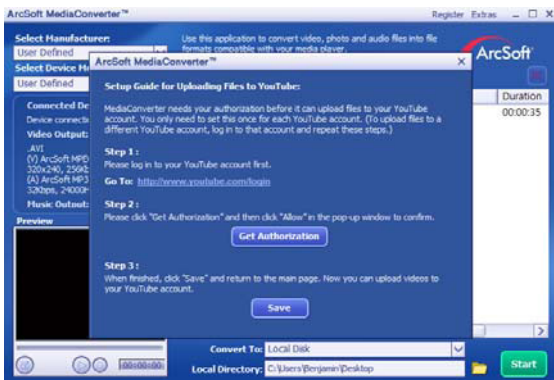 ArcSoft MediaConverter™
Register Extras
Select Manufacturer:
User Defined
Use this application to convert video, photo and audio files into file
formats compatible with your media player.
ArcSoft
Select Device
User Defined
Connected
Device
Video Output:
.AVI
(V) ArcSoft
320x240,
(A) ArcSoft
32Kbps,
Music Output:
Preview
Duration
00:00:35
ArcSoft MediaConverter™
Setup Guide for Uploading Files to YouTube:
MediaConverter needs your authorization before it can upload files to your YouTube
account. You only need to set this once for each YouTube account. (To upload files to a
different YouTube account, log in to that account and repeat these steps.)
Step 1 :
Please log in to your YouTube account first.
Go To: http://www.youtube.com/login
Step 2 :
Please click "Get Authorization" and then click "Allow" in the pop-up window to confirm.
Get Authorization
Step 3 :
When finished, click "Save" and return to the main page. Now you can upload videos to
your YouTube account.
Save
00:00:00
Convert To: Local Disk
Local Directory: C:\Users\Benjamin\Desktop
Start